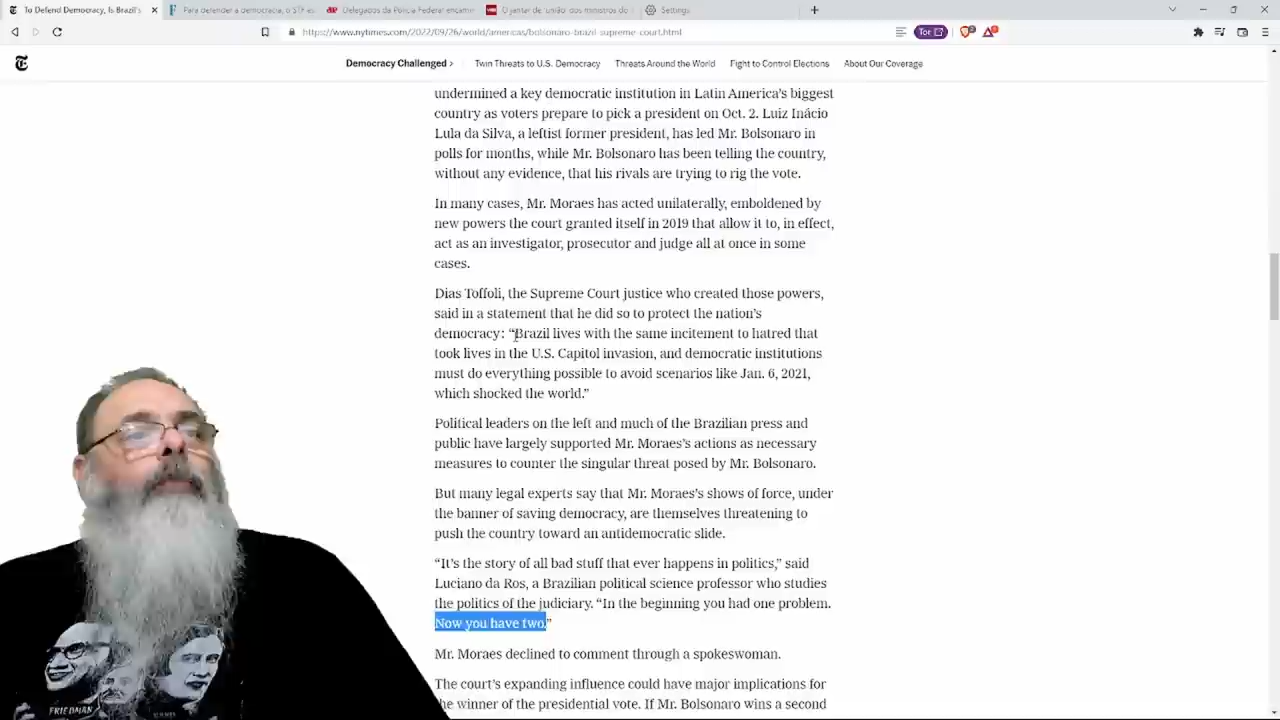 To Defend Democracy, Is Brazil's
Para defender a democracia, o STF es
Delegados da Polícia Federal encamin
O jantar de 'união' dos ministros do
Settings
https://www.nytimes.com/2022/09/26/world/americas/bolsonaro-brazil-supreme-court.html
Tor
Democracy Challenged
Twin Threats to U.S. Democracy
Threats Around the World
Fight to Control Elections
About Our Coverage
undermined a key democratic institution in Latin America's biggest
country as voters prepare to pick a president on Oct. 2. Luiz Inácio
Lula da Silva, a leftist former president, has led Mr. Bolsonaro in
polls for months, while Mr. Bolsonaro has been telling the country,
without any evidence, that his rivals are trying to rig the vote.
In many cases, Mr. Moraes has acted unilaterally, emboldened by
new powers the court granted itself in 2019 that allow it to, in effect,
act as an investigator, prosecutor and judge all at once in some
cases.
Dias Toffoli, the Supreme Court justice who created those powers,
said in a statement that he did so to protect the nation's
democracy: “Brazil lives with the same incitement to hatred that
took lives in the U.S. Capitol invasion, and democratic institutions
must do everything possible to avoid scenarios like Jan. 6, 2021,
which shocked the world.”
Political leaders on the left and much of the Brazilian press and
public have largely supported Mr. Moraes's actions as necessary
measures to counter the singular threat posed by Mr. Bolsonaro.
But many legal experts say that Mr. Moraes's shows of force, under
the banner of saving democracy, are themselves threatening to
push the country toward an antidemocratic slide.
“It's the story of all bad stuff that ever happens in politics,” said
Luciano da Ros, a Brazilian political science professor who studies
the politics of the judiciary. “In the beginning you had one problem.
Now you have two.”
Mr. Moraes declined to comment through a spokeswoman.
The court's expanding influence could have major implications for
the winner of the presidential vote. If Mr. Bolsonaro wins a second
FRIEDMAN